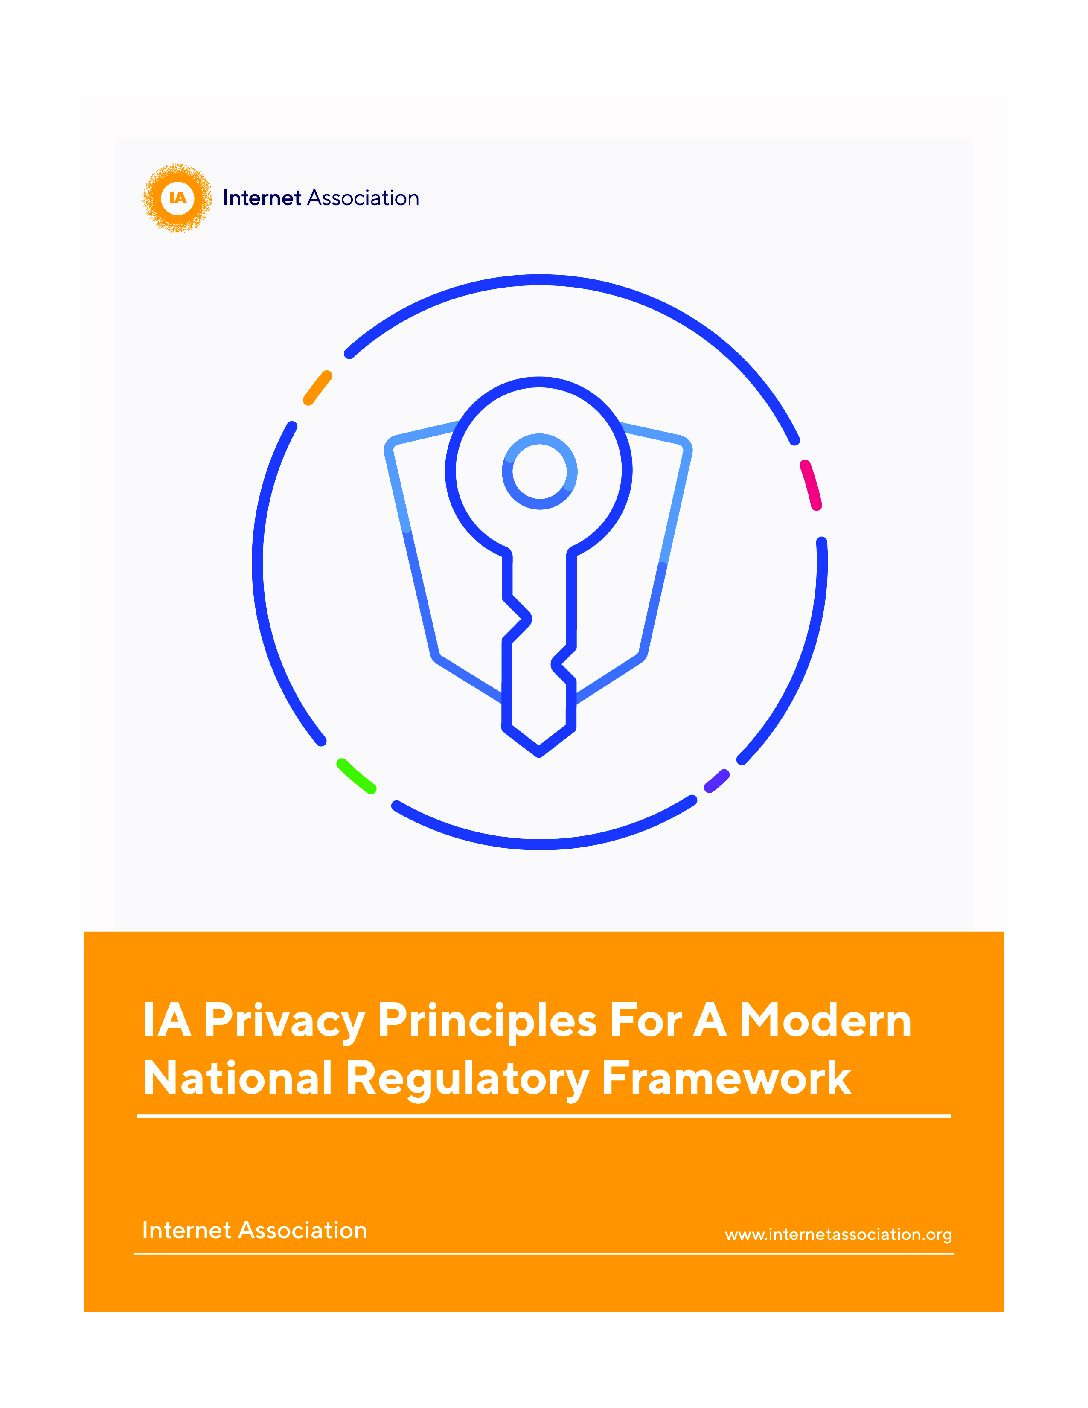 IA
Internet Association
IA Privacy Principles For A Modern
National Regulatory Framework
Internet Association
www.internetassociation.org